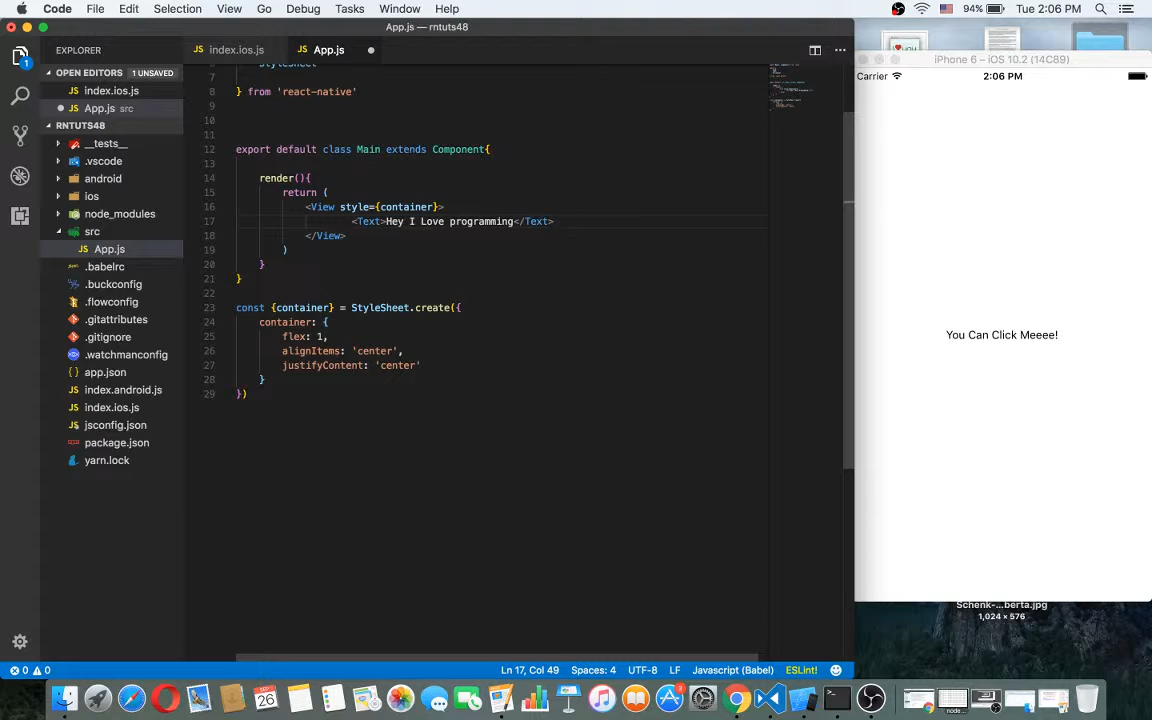 Code File Edit Selection View Go Debug Tasks Window Help 94% Tue 2:06 PM
App.js — rntuts48
EXPLORER
OPEN EDITORS 1 UNSAVED
index.ios.js
App.js src
RNTUTS48
__tests__
.vscode
android
ios
node_modules
src
App.js
.babelrc
.buckconfig
.flowconfig
.gitattributes
.gitignore
.watchmanconfig
app.json
index.android.js
index.ios.js
jsconfig.json
package.json
yarn.lock
index.ios.js App.js
StyleSheet
7
8 } from 'react-native'
9
10
11
12 export default class Main extends Component{
13
14 render(){
15 return (
16 <View style={container}>
17 <Text>Hey I Love programming</Text>
18 </View>
19 )
20 }
21 }
22
23 const {container} = StyleSheet.create({
24 container: {
25 flex: 1,
26 alignItems: 'center',
27 justifyContent: 'center'
28 }
29 })
0 0 Ln 17, Col 49 Spaces: 4 UTF-8 LF Javascript (Babel) ESLint!
iPhone 6 – iOS 10.2 (14C89)
Carrier 2:06 PM
You Can Click Meeee!
Schenk-...berta.jpg
1,024 × 576
SEP
26